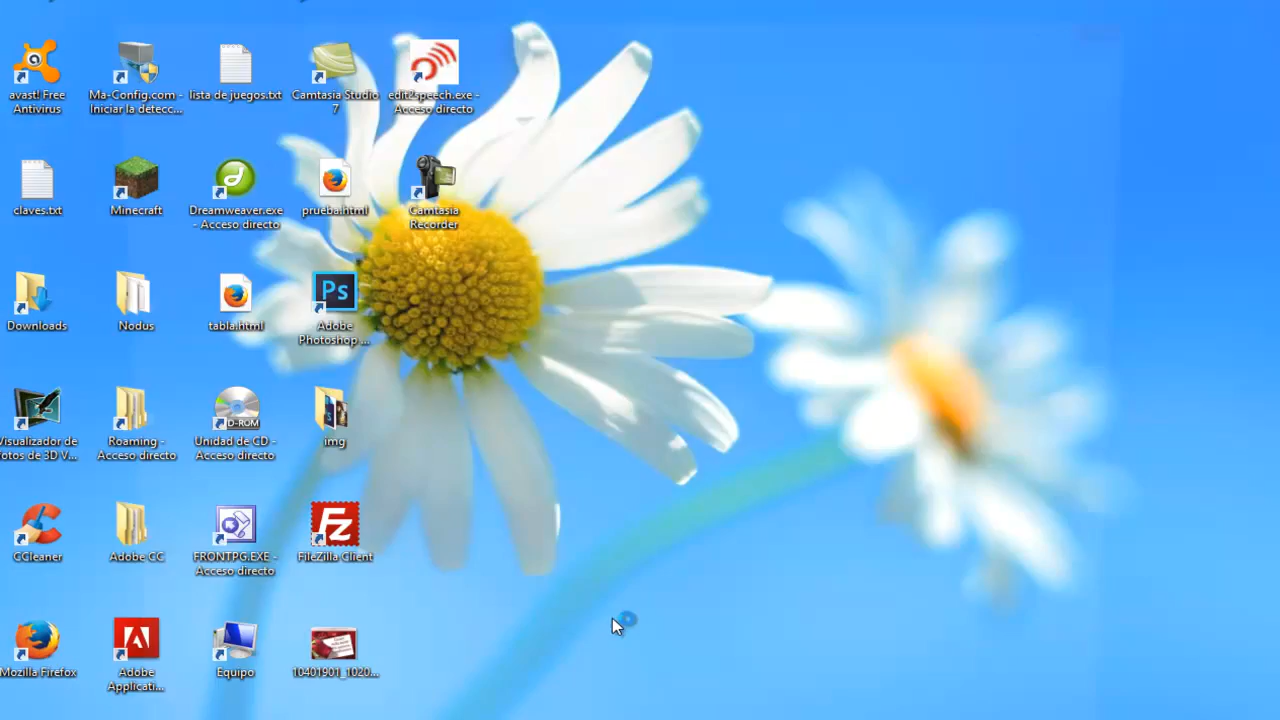 avast! Free
Antivirus
Ma-Config.com -
Iniciar la detecc...
lista de juegos.txt
Camtasia Studio
7
edit2speech.exe -
Acceso directo
claves.txt
Minecraft
Dreamweaver.exe
- Acceso directo
prueba.html
Camtasia
Recorder
Downloads
Nodus
tabla.html
Ps
Adobe
Photoshop ...
Visualizador de
fotos de 3D V...
Roaming -
Acceso directo
D-ROM
Unidad de CD -
Acceso directo
img
CCleaner
Adobe CC
FRONTPG.EXE -
Acceso directo
Fz
FileZilla Client
Mozilla Firefox
Adobe
Applicati...
Equipo
10401901_1020...